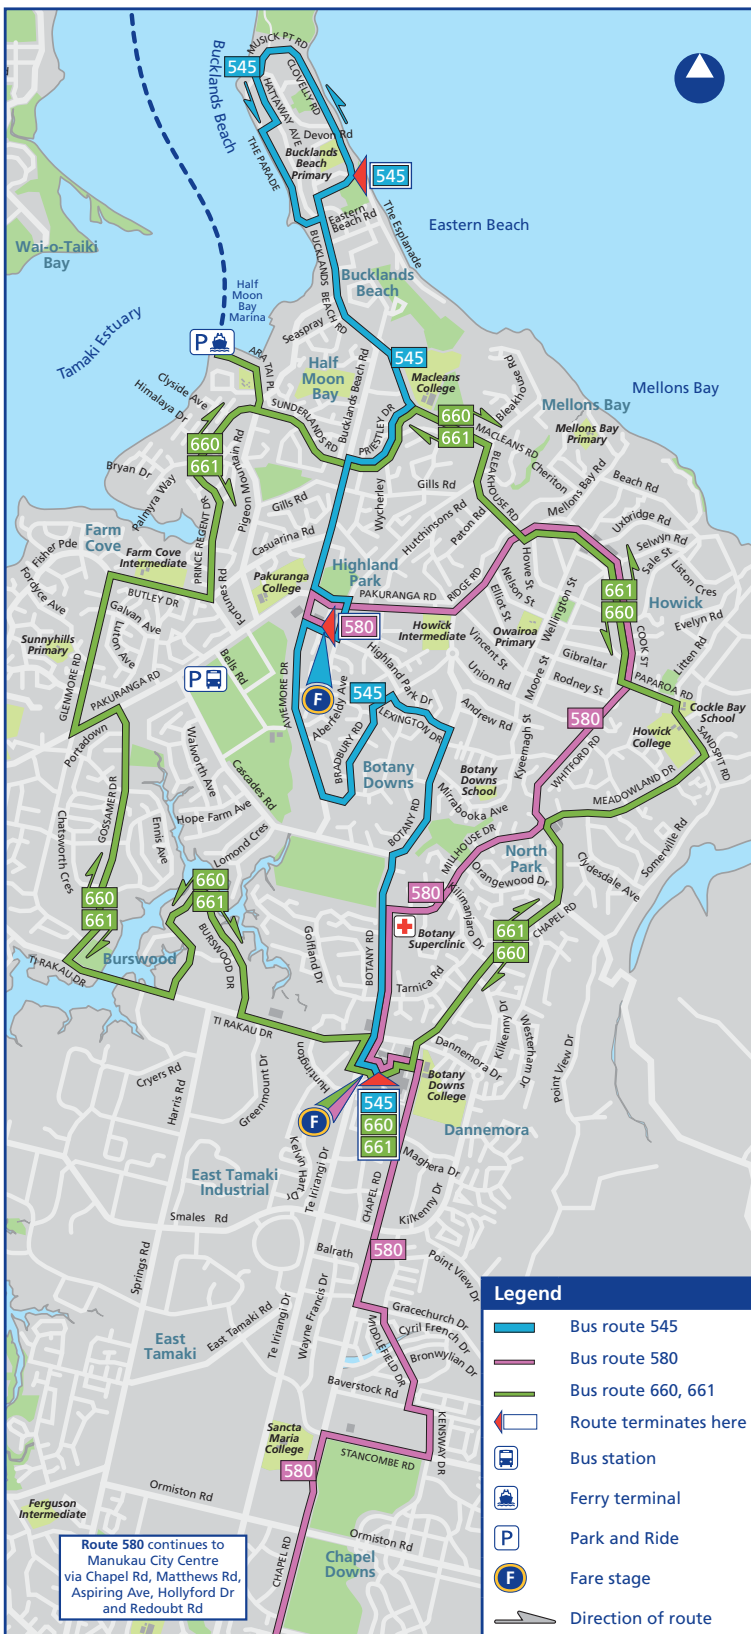 MUSICK PT RD
545
Bucklands Beach
CLOVELLY RD
HATTAWAY AVE
Devon Rd
THE PARADE
Bucklands
Beach
Primary
545
Eastern
Beach Rd
The Esplanade
Eastern Beach
Wai-o-Taiki
Bay
BUCKLANDS BEACH RD
Bucklands
Beach
Half
Moon
Bay
Marina
Tamaki Estuary
Seaspray
P
ARA TAI PL
Half
Moon
Bay
Bucklands Beach Rd
545
Macleans
College
Bleakhouse Rd
Mellons Bay
Mellons Bay
Clyside Ave
Himalaya Dr
SUNDERLANDS RD
PRIESTLEY DR
660
661
MACLEANS RD
Mellons Bay
Primary
660
661
Pigeon Mountain Rd
Bryan Dr
Palmyra Way
PRINCE REGENT DR
Gills Rd
Wycherley
Gills Rd
BLEAKHOUSE RD
Cheriton
Mellons Bay Rd
Beach Rd
Hutchinsons Rd
Paton Rd
Uxbridge Rd
Selwyn Rd
Farm
Cove
Fisher Pde
Fordyce Ave
Farm Cove
Intermediate
Casuarina Rd
Highland
Park
Pakuranga
College
PAKURANGA RD
RIDGE RD
Howe St
Nelson St
Elliot St
Wellington St
Sale St
Liston Cres
661
660
Howick
BUTLEY DR
Galvan Ave
Luton Ave
Fortunes Rd
580
Howick
Intermediate
Owairoa
Primary
COOK ST
Evelyn Rd
Litten Rd
Sunnyhills
Primary
GLENMORE RD
PAKURANGA RD
Bells Rd
P
AVIEMORE DR
F
Aberfeldy Ave
Highland Park Dr
Vincent St
Union Rd
Moore St
Gibraltar
Rodney St
PAPAROA RD
Cockle Bay
School
545
LEXINGTON DR
Andrew Rd
Kyeemagh St
580
WHITFORD RD
Howick
College
SANDSPIT RD
Portadown
GOSSAMER DR
Walworth Ave
Cascades Rd
BRADBURY RD
Botany
Downs
Botany
Downs
School
MEADOWLAND DR
Chatsworth Cres
Ennis Ave
Hope Farm Ave
Lomond Cres
BOTANY RD
Mirrabooka Ave
MILLHOUSE DR
North
Park
Orangewood Dr
Clydesdale Ave
Somerville Rd
660
661
660
661
580
Kilimanjaro Dr
Botany
Superclinic
661
660
CHAPEL RD
TI RAKAU DR
Burswood
BURSWOOD DR
Golfland Dr
BOTANY RD
Tarnica Rd
TI RAKAU DR
Huntington
Dannemora Dr
Kilkenny Dr
Westerham Dr
Point View Dr
Cryers Rd
Harris Rd
Greenmount Dr
F
545
660
661
Botany
Downs
College
Dannemora
Kelvin Hart Dr
Te Irirangi Dr
East Tamaki
Industrial
Maghera Dr
CHAPEL RD
Kilkenny Dr
Smales Rd
Springs Rd
Balrath
580
Point View Dr
East
Tamaki
East Tamaki Rd
Te Irirangi Dr
Wayne Francis Dr
MIDDLEFIELD DR
Gracechurch Dr
Cyril French Dr
Bronwylian Dr
Baverstock Rd
KENSWAY DR
Sancta
Maria
College
580
STANCOMBE RD
Ormiston Rd
Ferguson
Intermediate
Ormiston Rd
Chapel
Downs
CHAPEL RD
Route 580 continues to
Manukau City Centre
via Chapel Rd, Matthews Rd,
Aspiring Ave, Hollyford Dr
and Redoubt Rd
Legend
Bus route 545
Bus route 580
Bus route 660, 661
Route terminates here
Bus station
Ferry terminal
P Park and Ride
F Fare stage
Direction of route